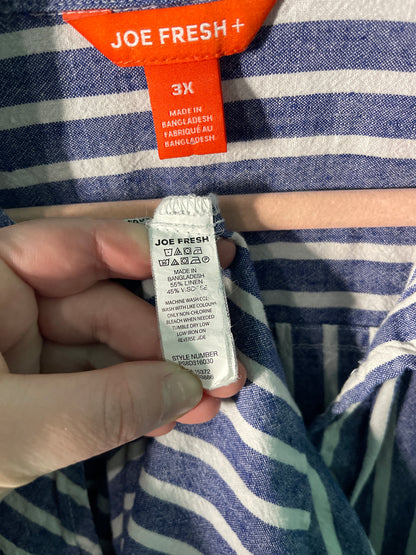 JOE FRESH +
3X
MADE IN
BANGLADESH
FABRIQUÉ AU
BANGLADESH
JOE FRESH
MADE IN
BANGLADESH
55% LINEN
45% VISCOSE
MACHINE WASH COLD
WASH WITH LIKE COLOURS
ONLY NON-CHLORINE
BLEACH WHEN NEEDED
TUMBLE DRY LOW
LOW IRON ON
REVERSE JIDE
STYLE NUMBER